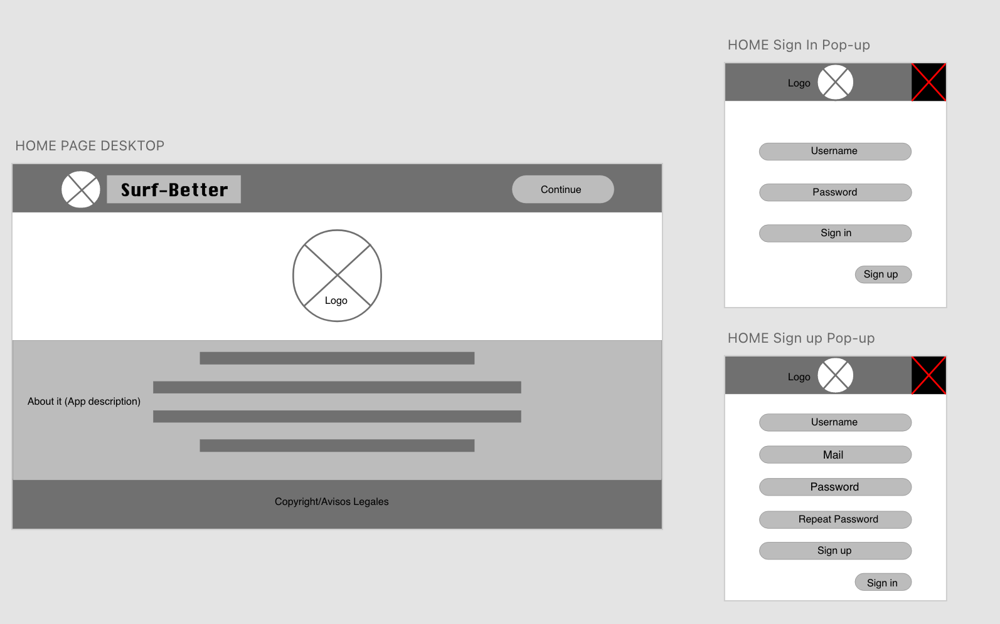 HOME PAGE DESKTOP
Surf-Better
Continue
Logo
About it (App description)
Copyright/Avisos Legales
HOME Sign In Pop-up
Logo
Username
Password
Sign in
Sign up
HOME Sign up Pop-up
Logo
Username
Mail
Password
Repeat Password
Sign up
Sign in